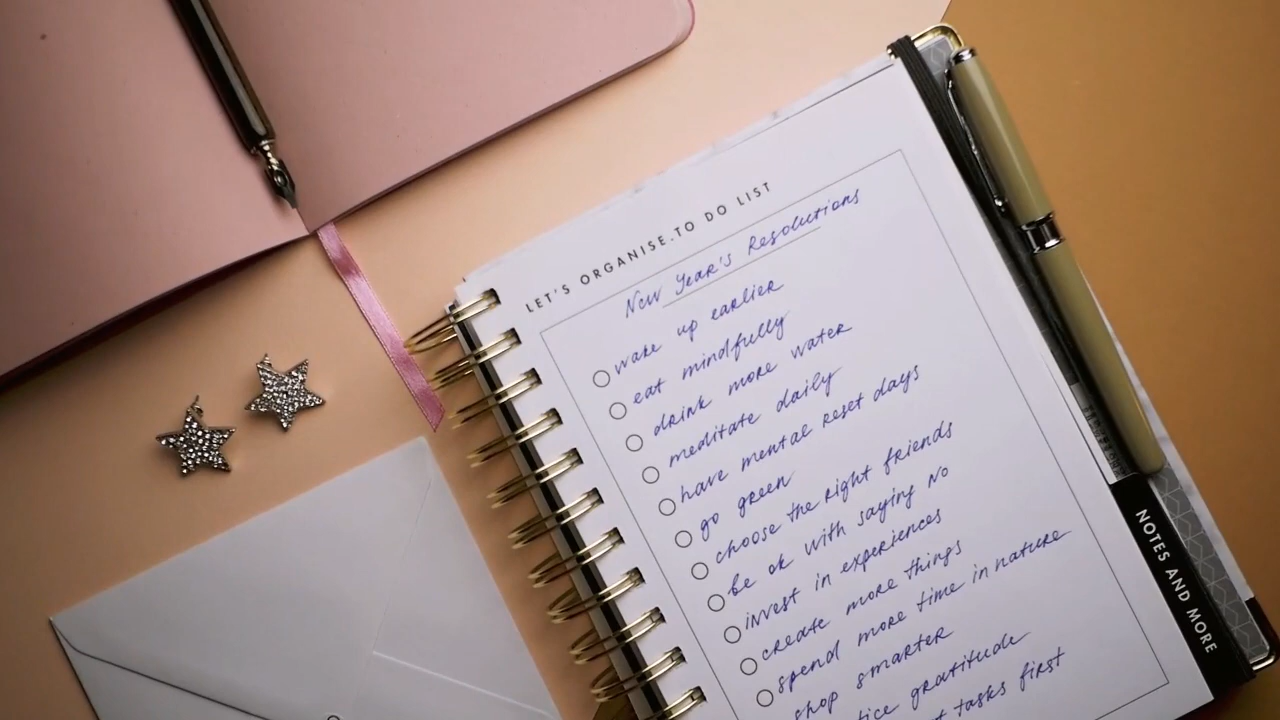 LET'S ORGANISE.TO DO LIST
New Year's Resolutions
wake up earlier
eat mindfully
drink more water
meditate daily
have mental reset days
go green
choose the right friends
be ok with saying No
invest in experiences
create more things
spend more time in nature
shop smarter
gratitude
tasks first
NOTES AND MORE